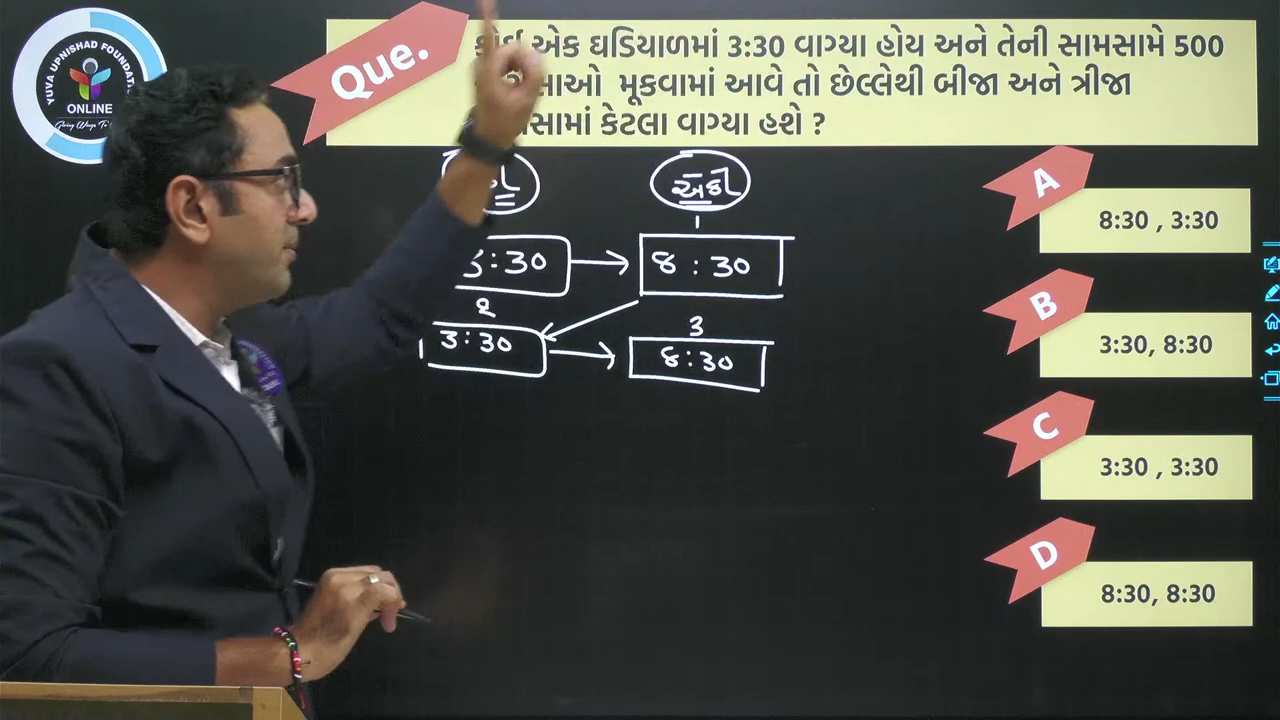 YUVA UPNISHAD FOUNDATION
ONLINE
Que.
કોઈ એક ઘડિયાળમાં 3:30 વાગ્યા હોય અને તેની સામસામે 500
મૂકવામાં આવે તો છેલ્લેથી બીજા અને ત્રીજા
કેટલા વાગ્યા હશે ?
એકી
1
:30 8:30
2 3
3:30 8:30
A
8:30 , 3:30
B
3:30, 8:30
C
3:30 , 3:30
D
8:30, 8:30